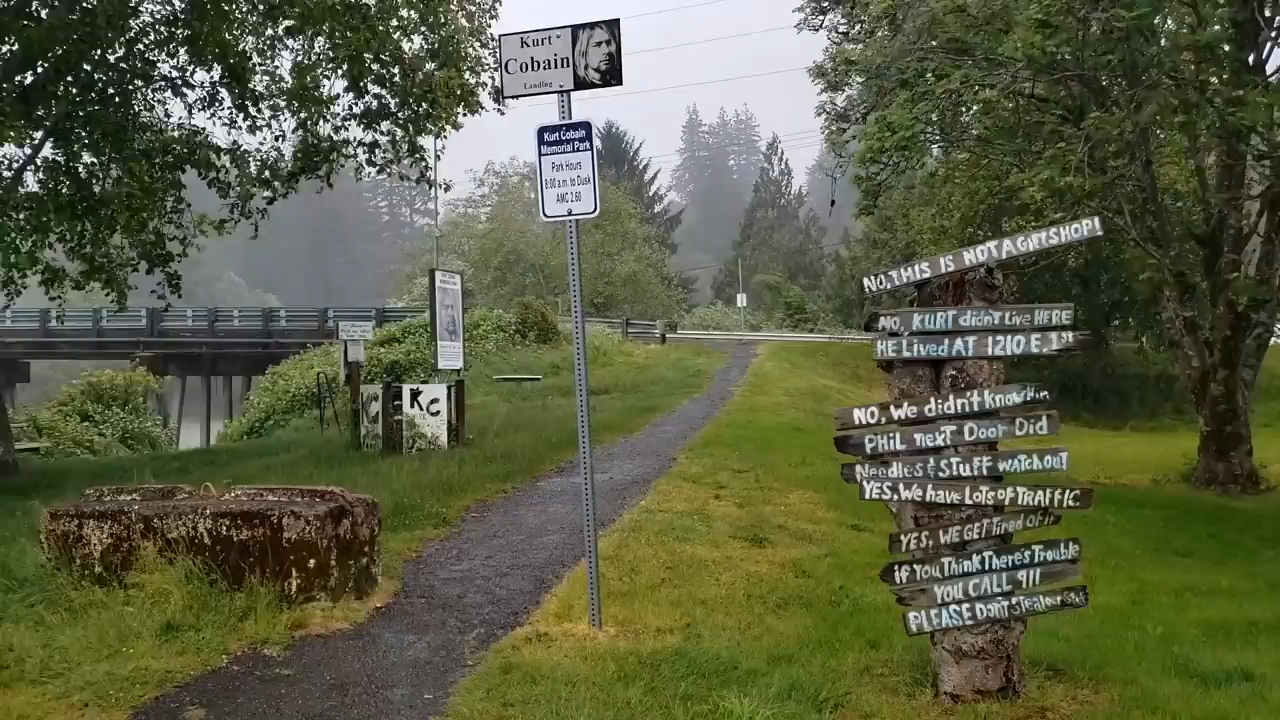 Kurt
Cobain
Landing
Kurt Cobain
Memorial Park
Park Hours
8:00 a.m. to Dusk
AMC 2.60
KC
NO, THIS IS NOT A GIFTSHOP!
NO, KURT didn't Live HERE
HE Lived AT 1210 E. 1st
NO, We didn't know him
PHIL next Door Did
Needles & STUFF WATCH OUT
YES, We have LOTS OF TRAFFIC
YES, WE GET Tired of it
if You Think There's Trouble
YOU CALL 911
PLEASE Don't Steal our